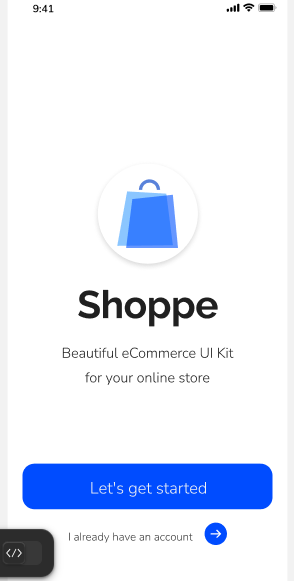 9:41
Shoppe
Beautiful eCommerce UI Kit
for your online store
Let's get started
I already have an account